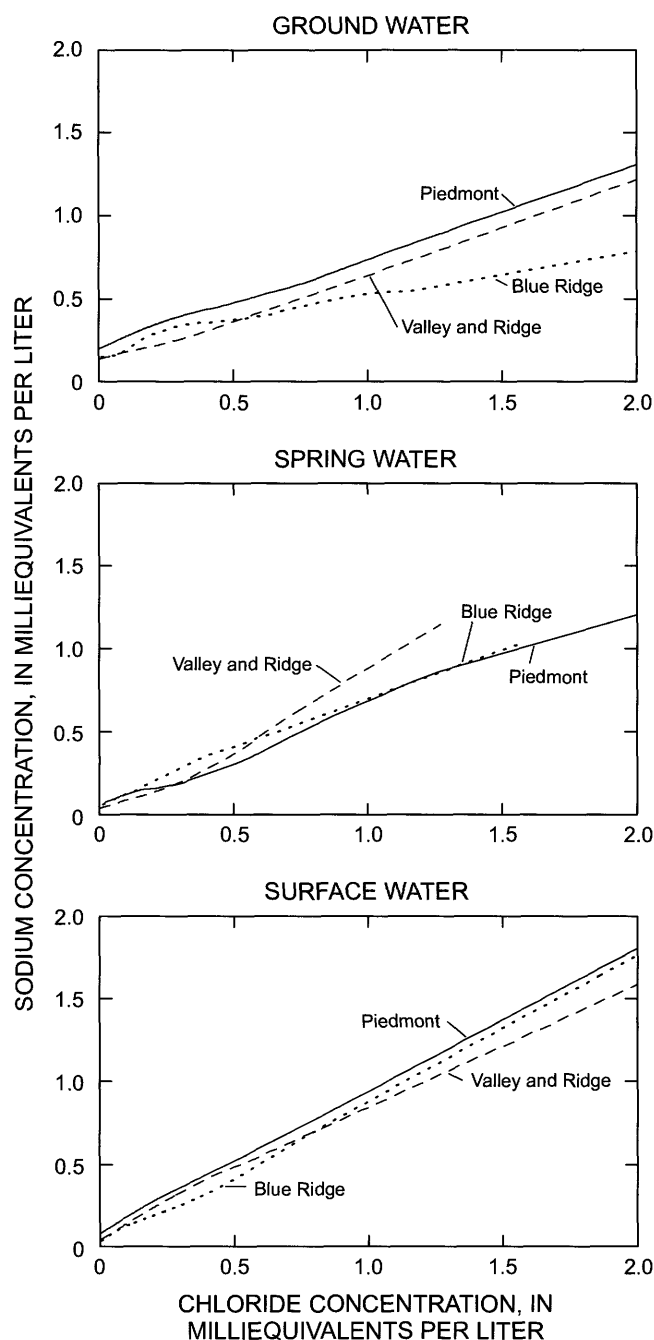 GROUND WATER
2.0
1.5
1.0
0.5
0
Piedmont
Blue Ridge
Valley and Ridge
0 0.5 1.0 1.5 2.0
SPRING WATER
2.0
1.5
1.0
0.5
0
Blue Ridge
Valley and Ridge
Piedmont
0 0.5 1.0 1.5 2.0
SURFACE WATER
2.0
1.5
1.0
0.5
0
Piedmont
Valley and Ridge
Blue Ridge
0 0.5 1.0 1.5 2.0
SODIUM CONCENTRATION, IN MILLIEQUIVALENTS PER LITER
CHLORIDE CONCENTRATION, IN
MILLIEQUIVALENTS PER LITER